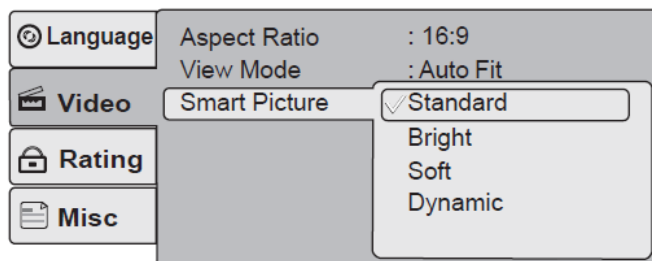 Language
Video
Rating
Misc
Aspect Ratio : 16:9
View Mode : Auto Fit
Smart Picture
Standard
Bright
Soft
Dynamic